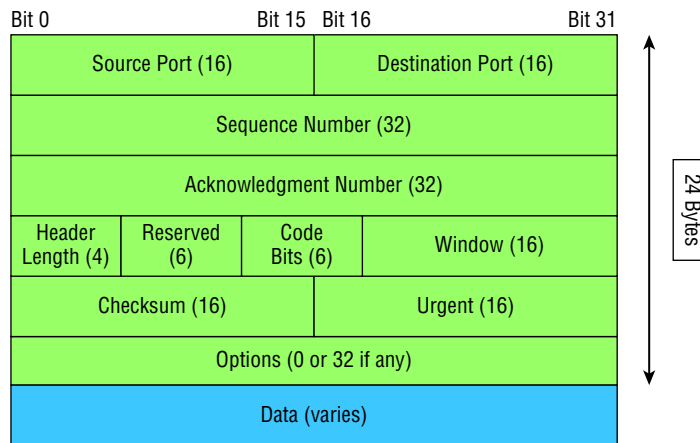 Bit 0 Bit 15 Bit 16 Bit 31
Source Port (16) Destination Port (16)
Sequence Number (32)
Acknowledgment Number (32)
Header
Length (4)
Reserved
(6)
Code
Bits (6)
Window (16)
Checksum (16) Urgent (16)
Options (0 or 32 if any)
Data (varies)
24 Bytes